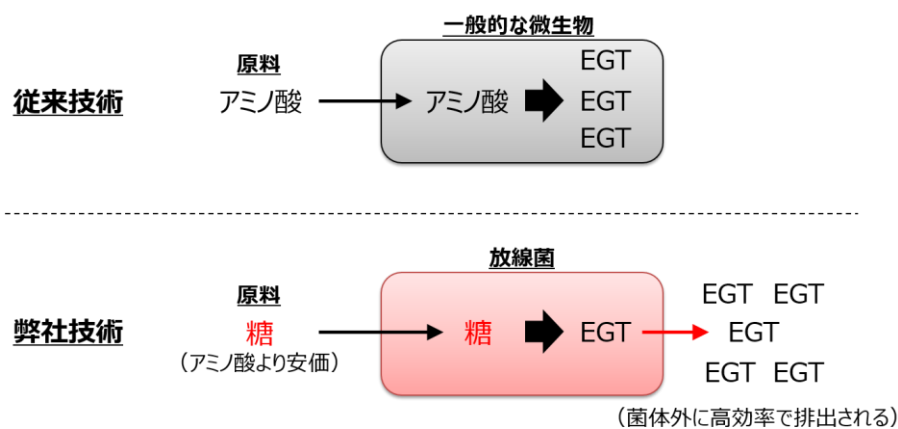 一般的な微生物
原料
従来技術
アミノ酸
アミノ酸
EGT
EGT
EGT
放線菌
原料
弊社技術
糖
(アミノ酸より安価)
糖
EGT
EGT EGT
EGT
EGT EGT
(菌体外に高効率で排出される)